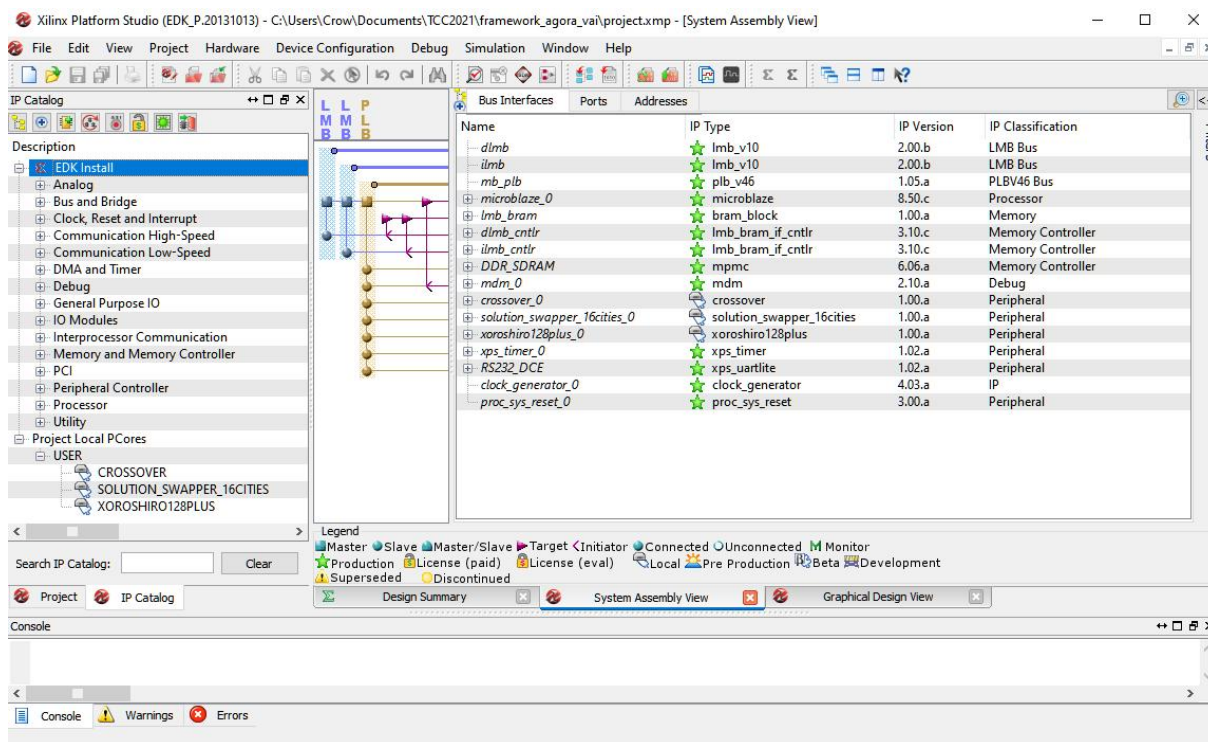 Xilinx Platform Studio (EDK_P.20131013) - C:\Users\Crow\Documents\TCC2021\framework_agora_vai\project.xmp - [System Assembly View]
File Edit View Project Hardware Device Configuration Debug Simulation Window Help
IP Catalog
Description
EDK Install
Analog
Bus and Bridge
Clock, Reset and Interrupt
Communication High-Speed
Communication Low-Speed
DMA and Timer
Debug
General Purpose IO
IO Modules
Interprocessor Communication
Memory and Memory Controller
PCI
Peripheral Controller
Processor
Utility
Project Local PCores
USER
CROSSOVER
SOLUTION_SWAPPER_16CITIES
XOROSHIRO128PLUS
Search IP Catalog: Clear
Project IP Catalog
L L P
M M L
B B B
Bus Interfaces Ports Addresses
Name IP Type IP Version IP Classification
dlmb lmb_v10 2.00.b LMB Bus
ilmb lmb_v10 2.00.b LMB Bus
mb_plb plb_v46 1.05.a PLBV46 Bus
microblaze_0 microblaze 8.50.c Processor
lmb_bram bram_block 1.00.a Memory
dlmb_cntlr lmb_bram_if_cntlr 3.10.c Memory Controller
ilmb_cntlr lmb_bram_if_cntlr 3.10.c Memory Controller
DDR_SDRAM mpmc 6.06.a Memory Controller
mdm_0 mdm 2.10.a Debug
crossover_0 crossover 1.00.a Peripheral
solution_swapper_16cities_0 solution_swapper_16cities 1.00.a Peripheral
xoroshiro128plus_0 xoroshiro128plus 1.00.a Peripheral
xps_timer_0 xps_timer 1.02.a Peripheral
RS232_DCE xps_uartlite 1.02.a Peripheral
clock_generator_0 clock_generator 4.03.a IP
proc_sys_reset_0 proc_sys_reset 3.00.a Peripheral
Legend
Master Slave Master/Slave Target Initiator Connected Unconnected M Monitor
Production License (paid) License (eval) Local Pre Production Beta Development
Superseded Discontinued
Design Summary System Assembly View Graphical Design View
Console
Console Warnings Errors